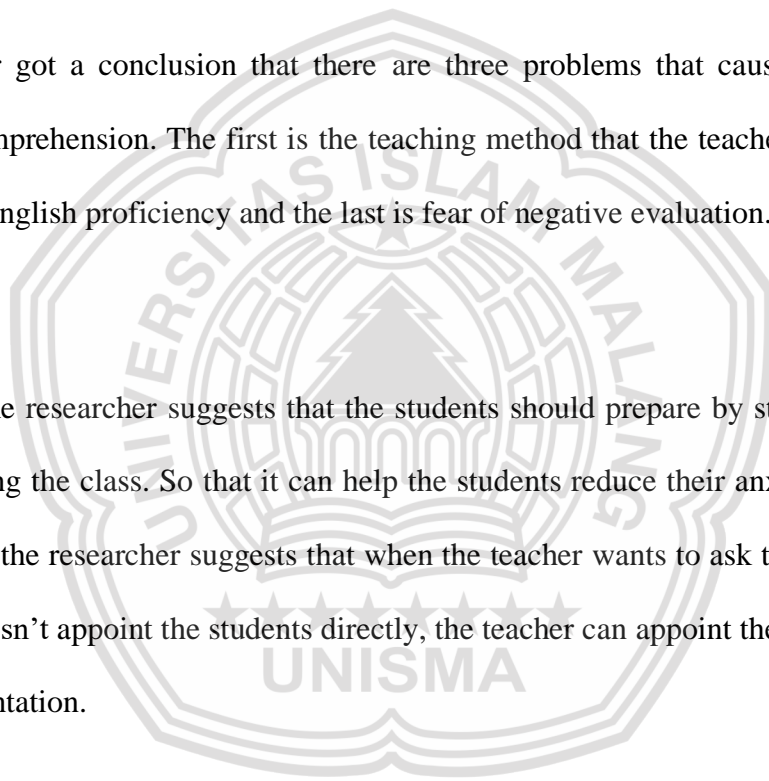 got a conclusion that there are three problems that caus
mprehension. The first is the teaching method that the teache
nglish proficiency and the last is fear of negative evaluation.
e researcher suggests that the students should prepare by st
ng the class. So that it can help the students reduce their anx
the researcher suggests that when the teacher wants to ask t
sn’t appoint the students directly, the teacher can appoint the
ntation.
UNIVERSITAS ISLAM MALANG
UNISMA